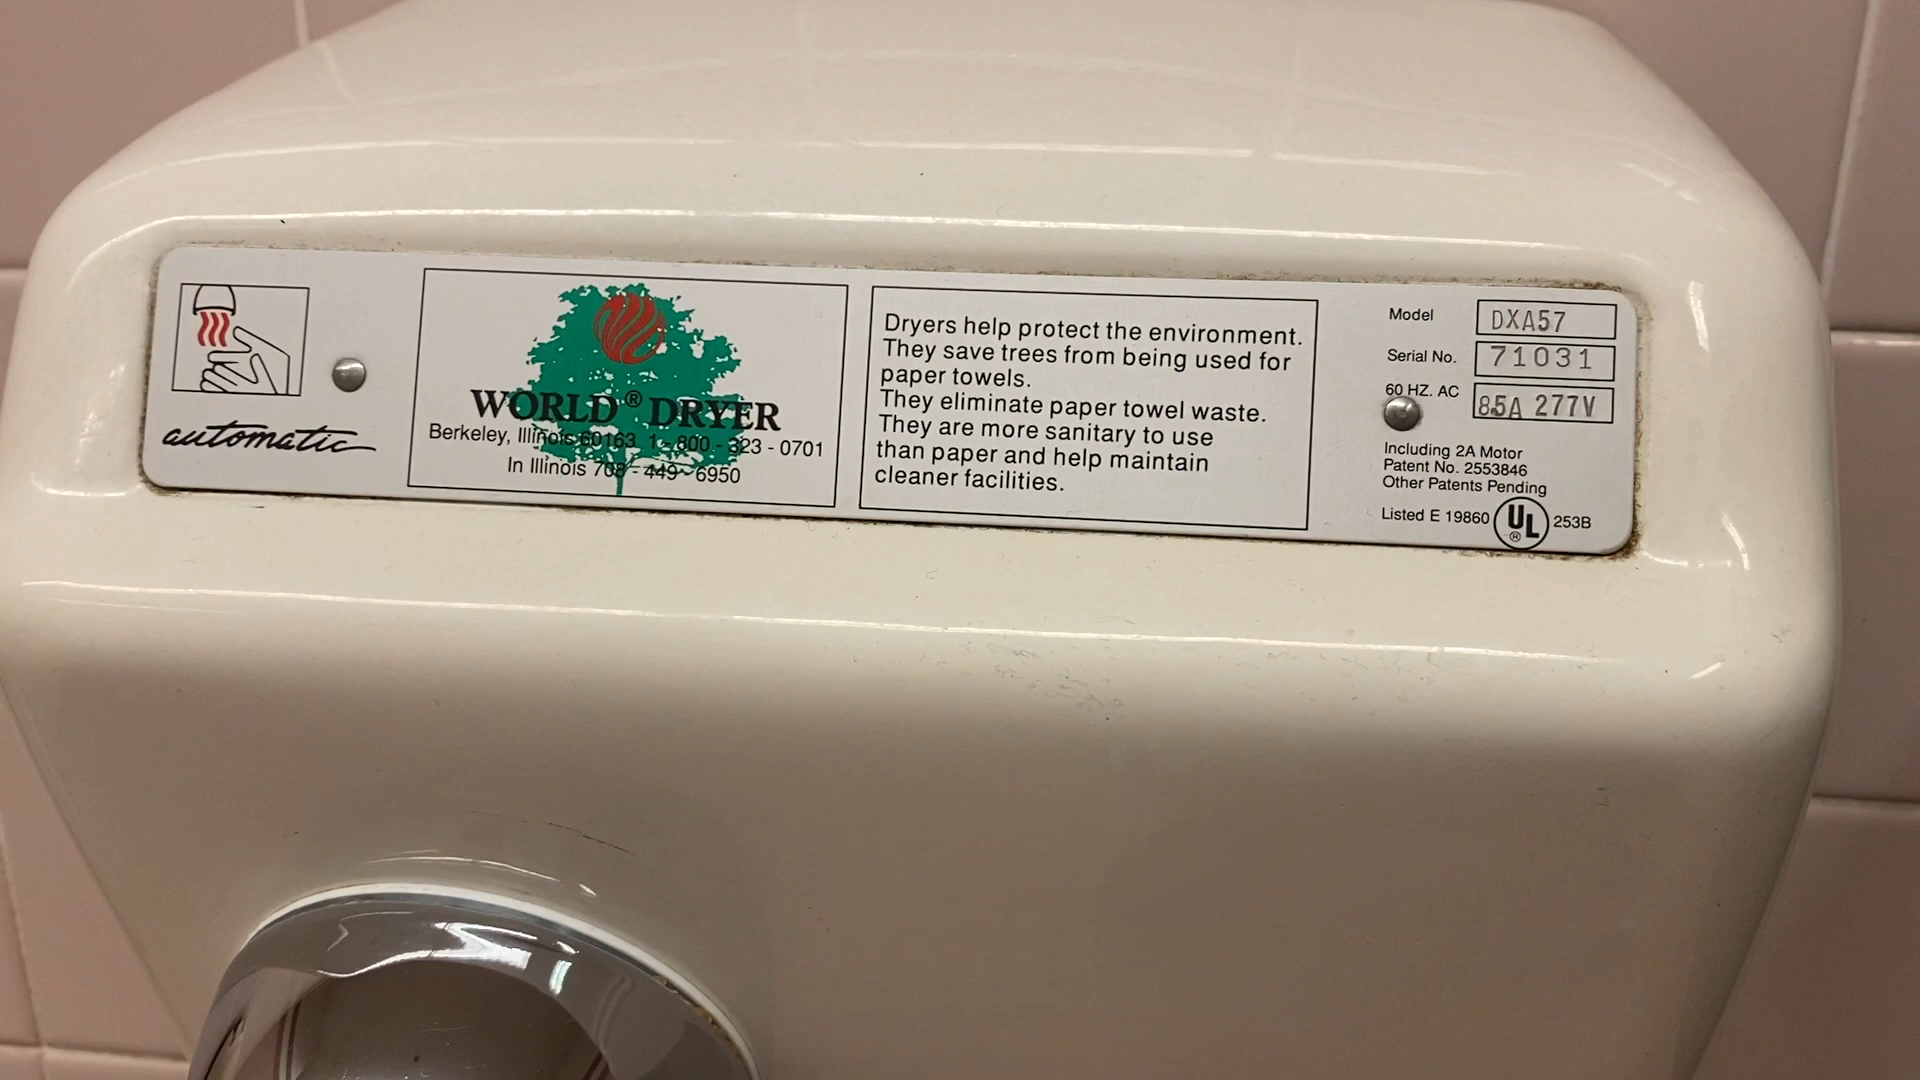 automatic
WORLD® DRYER
Berkeley, Illinois 60163 1 - 800 - 323 - 0701
In Illinois 708 - 449 - 6950
Dryers help protect the environment.
They save trees from being used for
paper towels.
They eliminate paper towel waste.
They are more sanitary to use
than paper and help maintain
cleaner facilities.
Model DXA57
Serial No. 71031
60 HZ. AC 8.5A 277V
Including 2A Motor
Patent No. 2553846
Other Patents Pending
Listed E 19860 UL® 253B